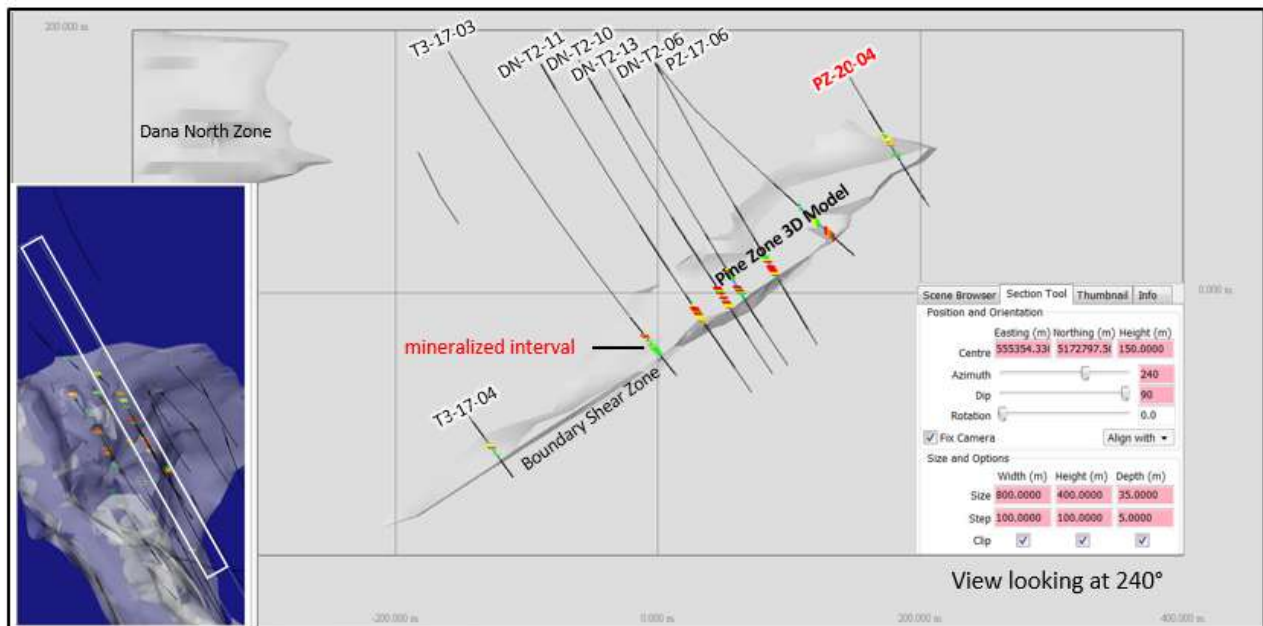 200.000 m
T3-17-03
DN-T2-11
DN-T2-10
DN-T2-13
DN-T2-06
PZ-17-06
PZ-20-04
Dana North Zone
Pine Zone 3D Model
0.000 m
mineralized interval
Boundary Shear Zone
T3-17-04
Scene Browser Section Tool Thumbnail Info
Position and Orientation
Easting (m) Northing (m) Height (m)
Centre 555354.33 5172797.5 150.0000
Azimuth 240
Dip 90
Rotation 0.0
Fix Camera Align with
Size and Options
Width (m) Height (m) Depth (m)
Size 800.0000 400.0000 35.0000
Step 100.0000 100.0000 5.0000
Clip
View looking at 240°
-200.000 m 0.000 m 200.000 m -400.000 m